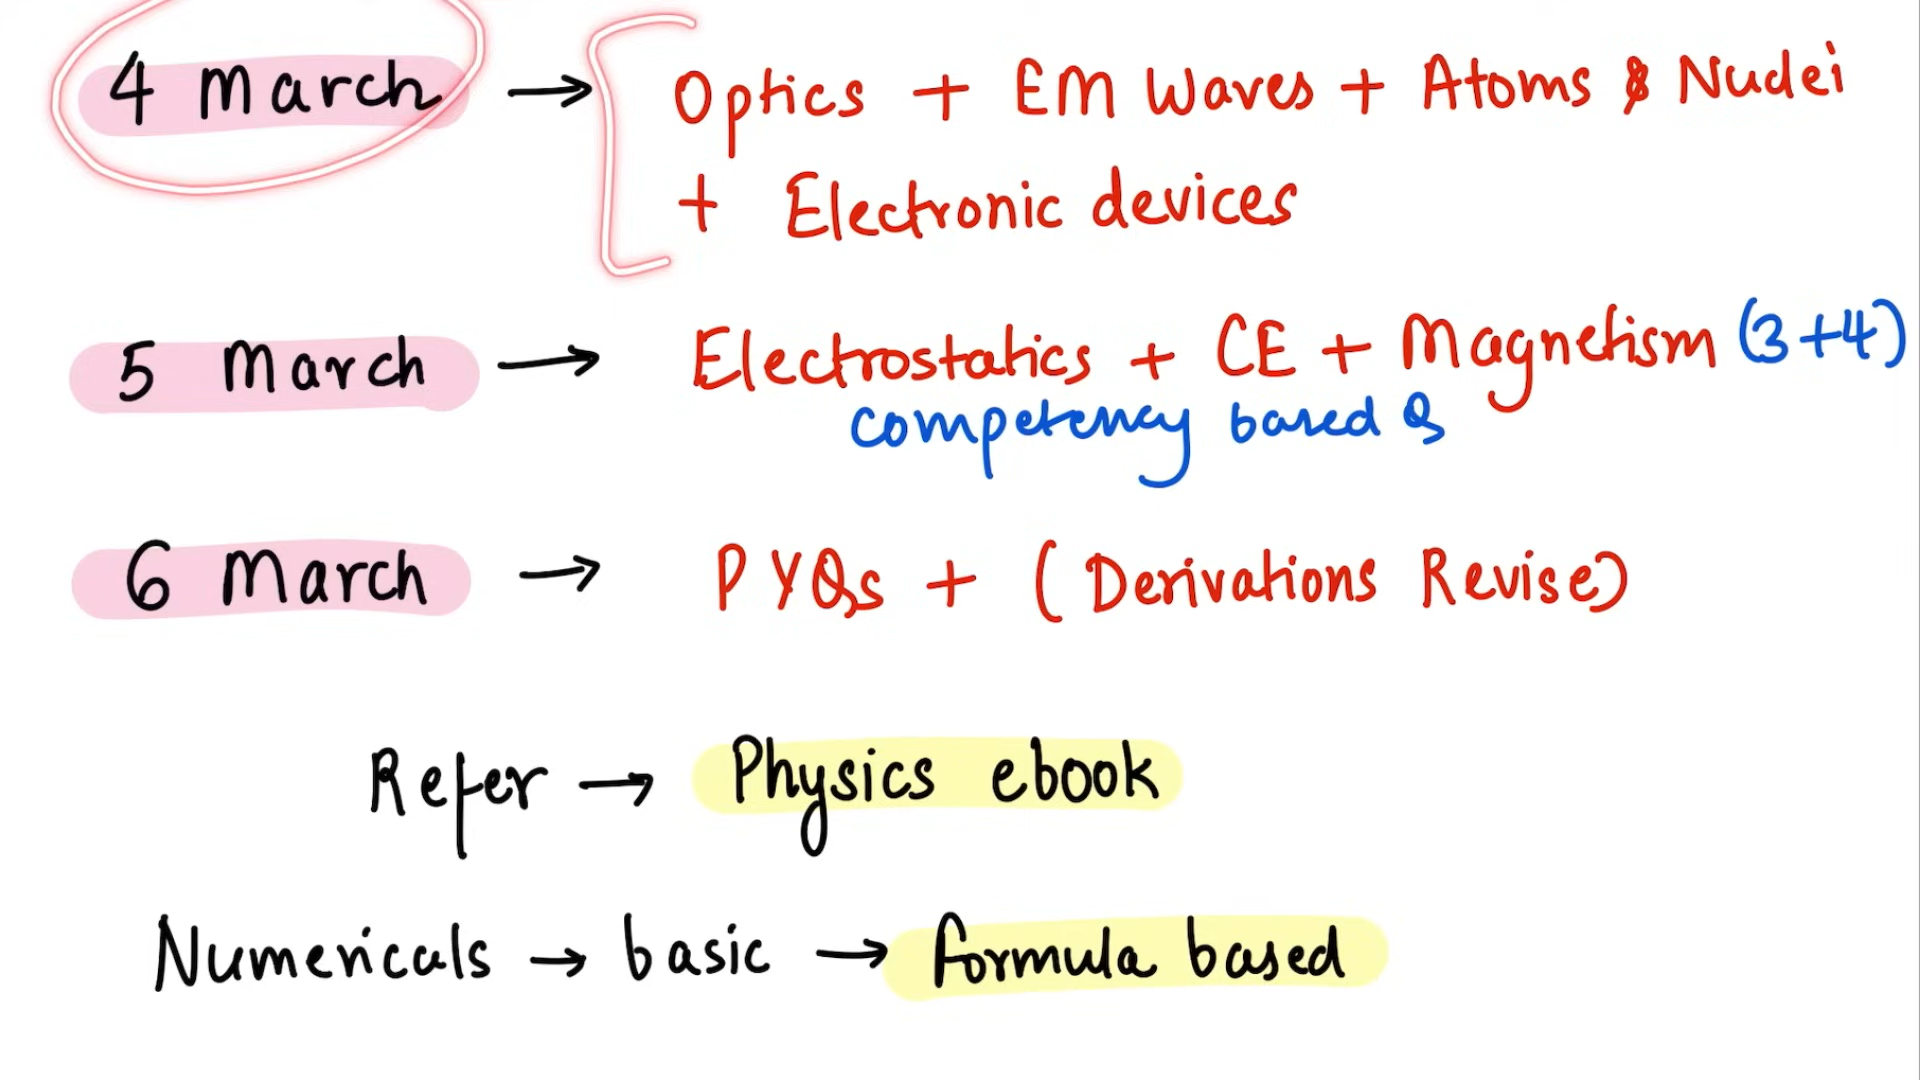 4 March → Optics + EM Waves + Atoms & Nuclei
+ Electronic devices
5 March → Electrostatics + CE + Magnetism (3+4)
competency based Q
6 March → PYQs + (Derivations Revise)
Refer → Physics ebook
Numericals → basic → formula based